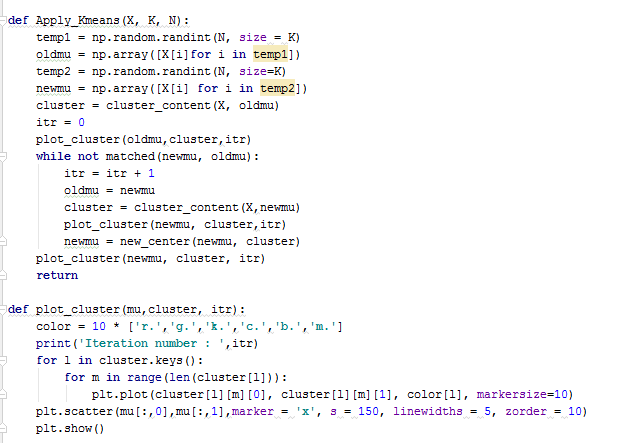 def Apply_Kmeans(X, K, N):
    temp1 = np.random.randint(N, size = K)
    oldmu = np.array([X[i]for i in temp1])
    temp2 = np.random.randint(N, size=K)
    newmu = np.array([X[i] for i in temp2])
    cluster = cluster_content(X, oldmu)
    itr = 0
    plot_cluster(oldmu,cluster,itr)
    while not matched(newmu, oldmu):
        itr = itr + 1
        oldmu = newmu
        cluster = cluster_content(X,newmu)
        plot_cluster(newmu, cluster,itr)
        newmu = new_center(newmu, cluster)
    plot_cluster(newmu, cluster, itr)
    return

def plot_cluster(mu,cluster, itr):
    color = 10 * ['r.','g.','k.','c.','b.','m.']
    print('Iteration number : ',itr)
    for l in cluster.keys():
        for m in range(len(cluster[l])):
            plt.plot(cluster[l][m][0], cluster[l][m][1], color[l], markersize=10)
    plt.scatter(mu[:,0],mu[:,1],marker = 'x', s = 150, linewidths = 5, zorder = 10)
    plt.show()